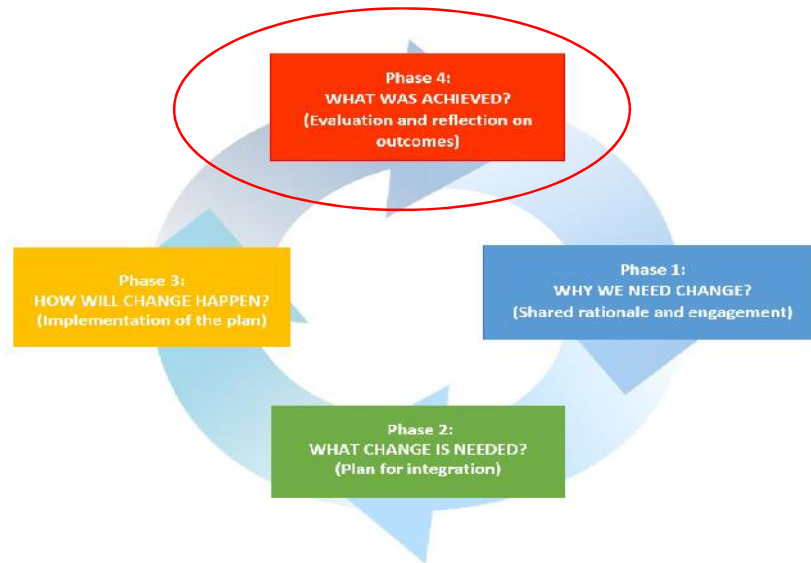 Phase 4:
WHAT WAS ACHIEVED?
(Evaluation and reflection on
outcomes)
Phase 3:
HOW WILL CHANGE HAPPEN?
(Implementation of the plan)
Phase 1:
WHY WE NEED CHANGE?
(Shared rationale and engagement)
Phase 2:
WHAT CHANGE IS NEEDED?
(Plan for integration)